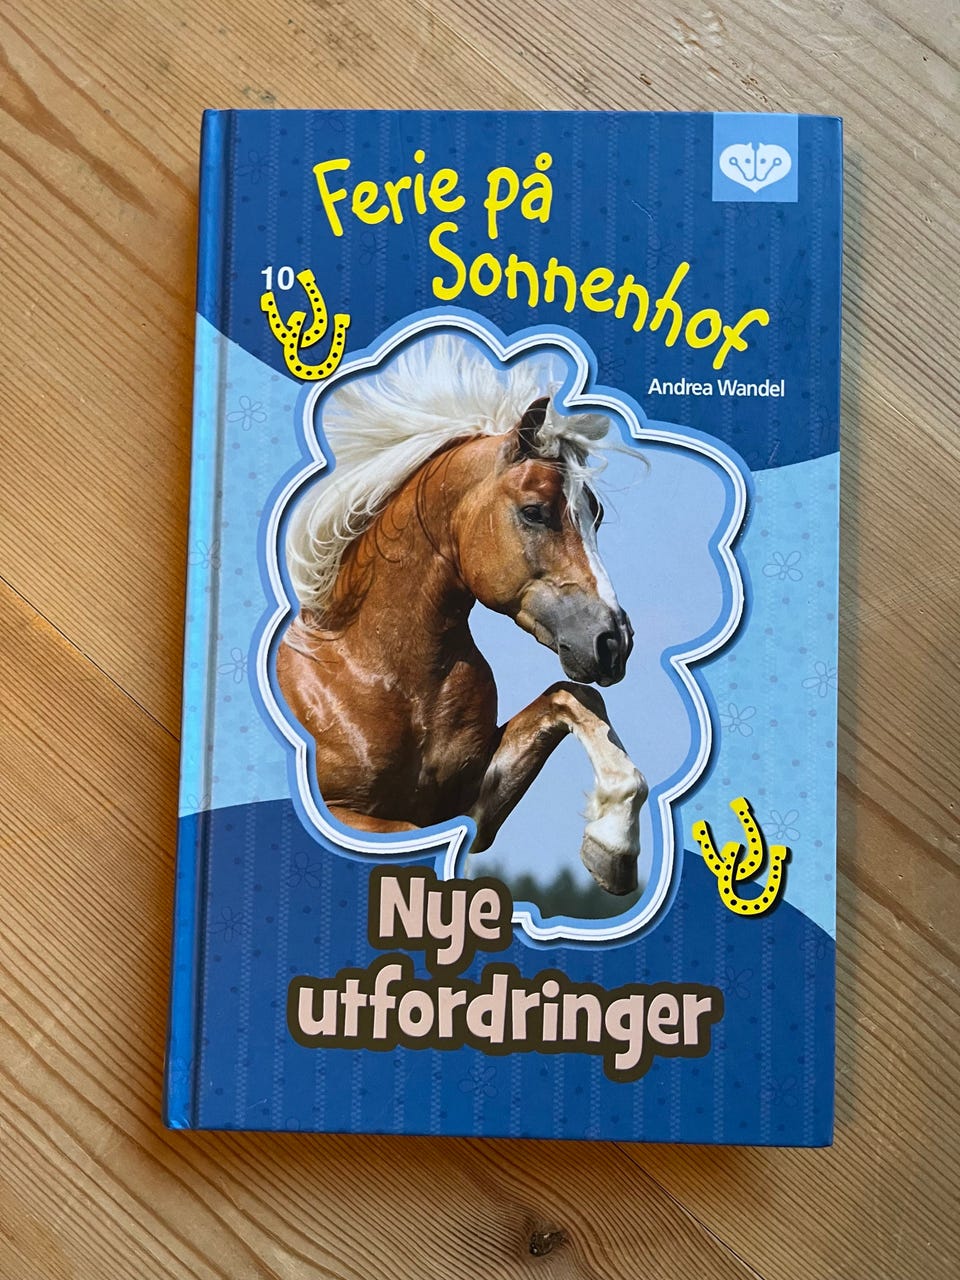 Ferie på
Sonnenhof
10
Andrea Wandel
Nye
utfordringer